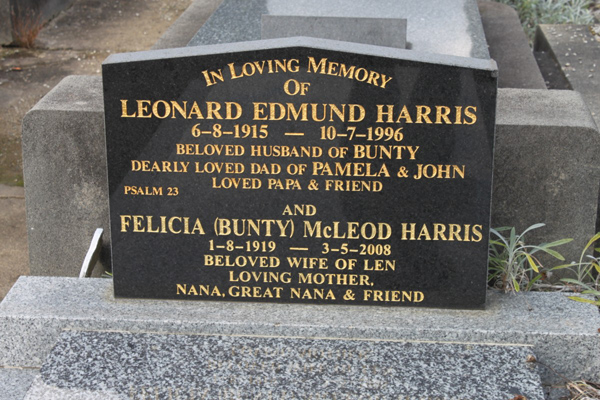 IN LOVING MEMORY
OF
LEONARD EDMUND HARRIS
6-8-1915 — 10-7-1996
BELOVED HUSBAND OF BUNTY
DEARLY LOVED DAD OF PAMELA & JOHN
LOVED PAPA & FRIEND
PSALM 23
AND
FELICIA (BUNTY) McLEOD HARRIS
1-8-1919 — 3-5-2008
BELOVED WIFE OF LEN
LOVING MOTHER,
NANA, GREAT NANA & FRIEND